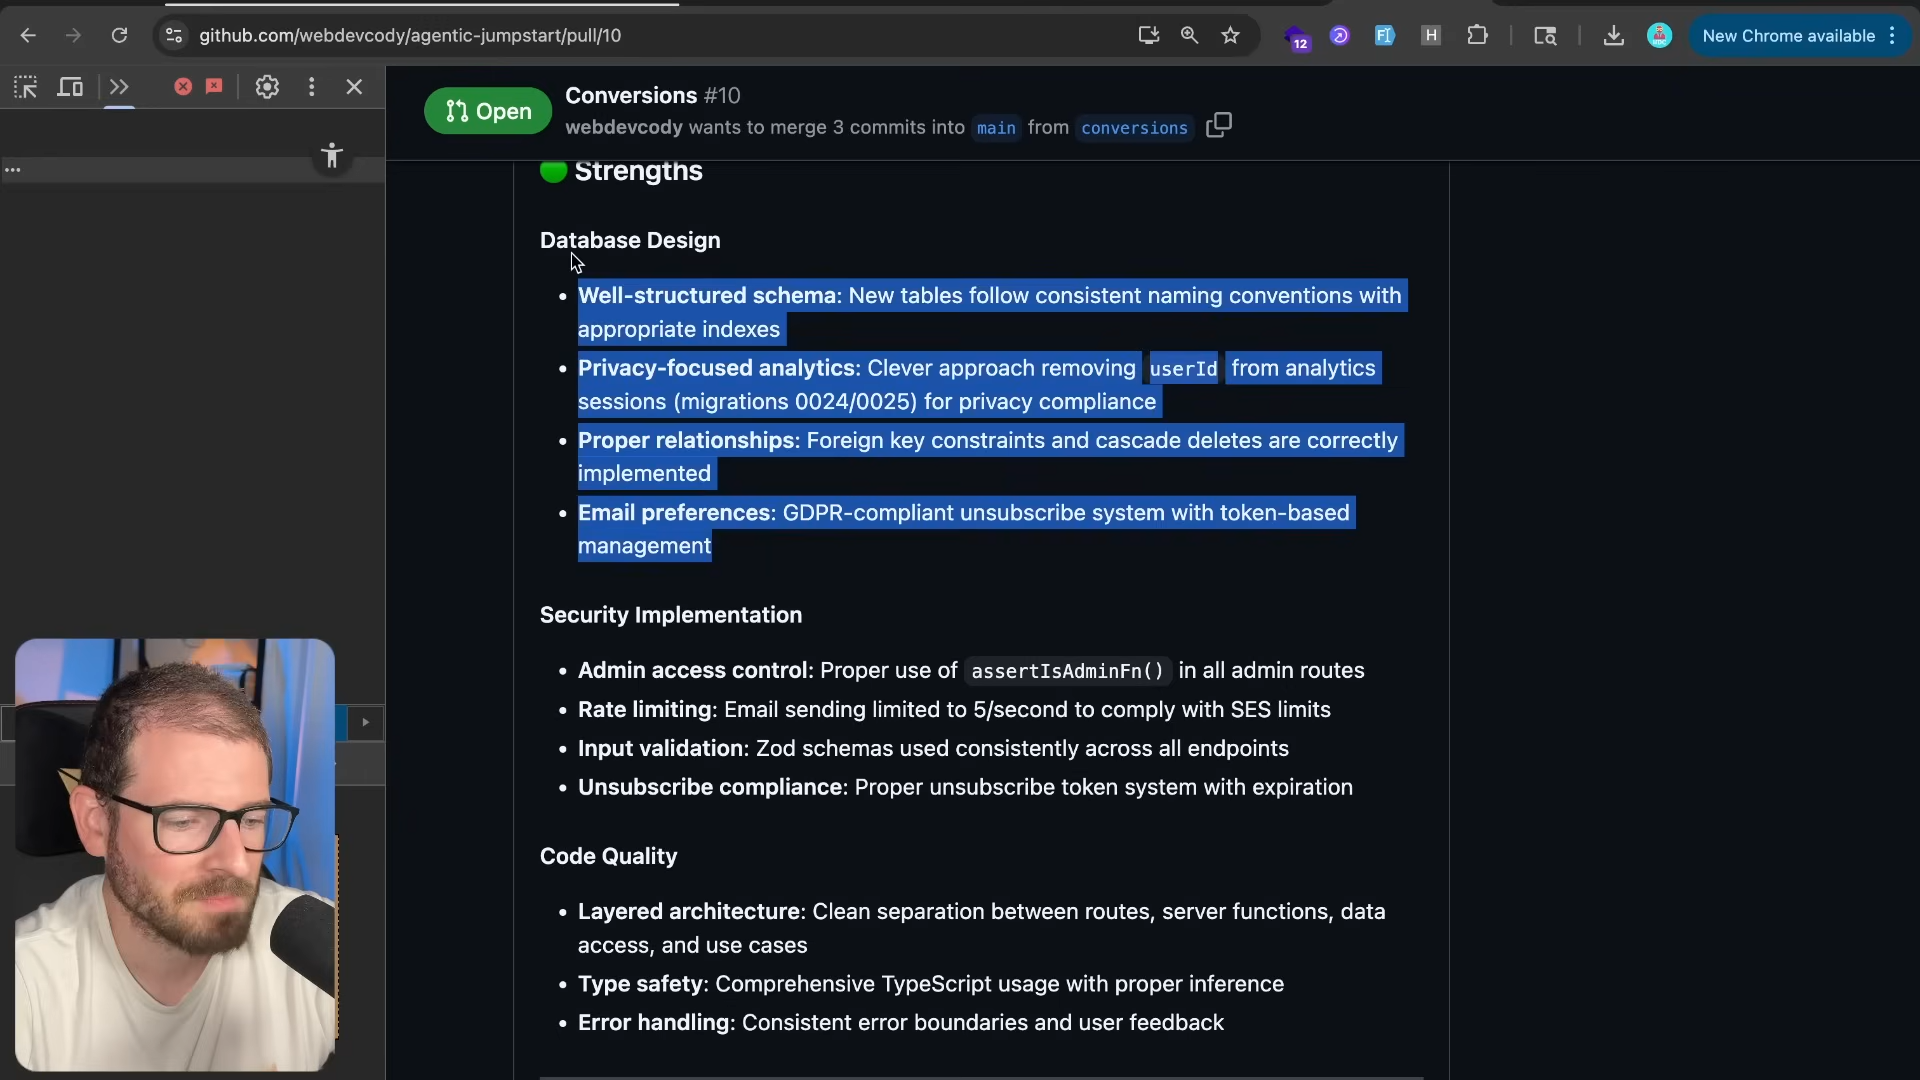 github.com/webdevcody/agentic-jumpstart/pull/10
12
H
New Chrome available
Open
Conversions #10
webdevcody wants to merge 3 commits into main from conversions
Strengths
Database Design
• Well-structured schema: New tables follow consistent naming conventions with
appropriate indexes
• Privacy-focused analytics: Clever approach removing userId from analytics
sessions (migrations 0024/0025) for privacy compliance
• Proper relationships: Foreign key constraints and cascade deletes are correctly
implemented
• Email preferences: GDPR-compliant unsubscribe system with token-based
management
Security Implementation
• Admin access control: Proper use of assertIsAdminFn() in all admin routes
• Rate limiting: Email sending limited to 5/second to comply with SES limits
• Input validation: Zod schemas used consistently across all endpoints
• Unsubscribe compliance: Proper unsubscribe token system with expiration
Code Quality
• Layered architecture: Clean separation between routes, server functions, data
access, and use cases
• Type safety: Comprehensive TypeScript usage with proper inference
• Error handling: Consistent error boundaries and user feedback